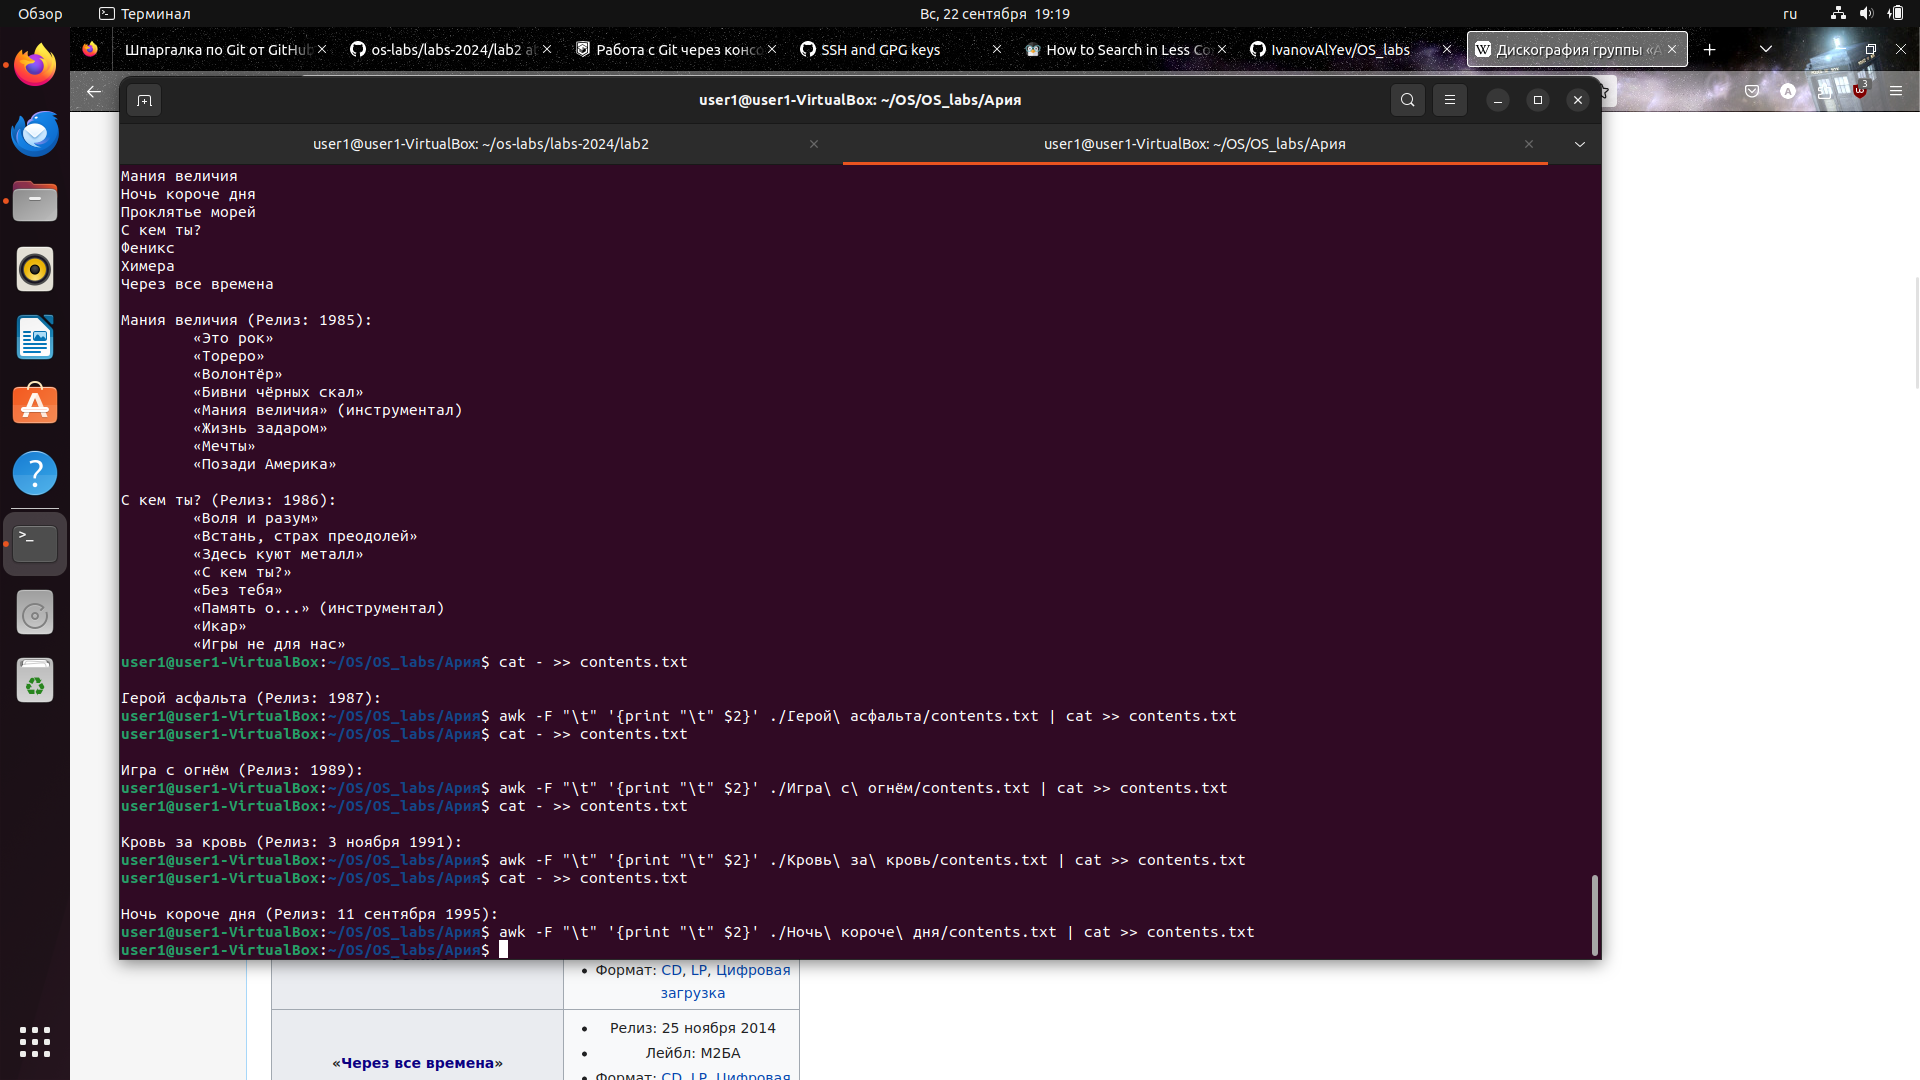 Обзор
Терминал
Вс, 22 сентября 19:19
ru
Шпаргалка по Git от GitHub
os-labs/labs-2024/lab2 at
Работа с Git через консо
SSH and GPG keys
How to Search in Less Co
IvanovAlYev/OS_labs
Дискография группы «А
user1@user1-VirtualBox: ~/OS/OS_labs/Ария
3
user1@user1-VirtualBox: ~/os-labs/labs-2024/lab2
user1@user1-VirtualBox: ~/OS/OS_labs/Ария
Мания величия
Ночь короче дня
Проклятье морей
С кем ты?
Феникс
Химера
Через все времена
Мания величия (Релиз: 1985):
«Это рок»
«Тореро»
«Волонтёр»
«Бивни чёрных скал»
«Мания величия» (инструментал)
«Жизнь задаром»
«Мечты»
«Позади Америка»
С кем ты? (Релиз: 1986):
«Воля и разум»
«Встань, страх преодолей»
«Здесь куют металл»
«С кем ты?»
«Без тебя»
«Память о...» (инструментал)
«Икар»
«Игры не для нас»
user1@user1-VirtualBox:~/OS/OS_labs/Ария$ cat - >> contents.txt
Герой асфальта (Релиз: 1987):
user1@user1-VirtualBox:~/OS/OS_labs/Ария$ awk -F "\t" '{print "\t" $2}' ./Герой\ асфальта/contents.txt | cat >> contents.txt
user1@user1-VirtualBox:~/OS/OS_labs/Ария$ cat - >> contents.txt
Игра с огнём (Релиз: 1989):
user1@user1-VirtualBox:~/OS/OS_labs/Ария$ awk -F "\t" '{print "\t" $2}' ./Игра\ с\ огнём/contents.txt | cat >> contents.txt
user1@user1-VirtualBox:~/OS/OS_labs/Ария$ cat - >> contents.txt
Кровь за кровь (Релиз: 3 ноября 1991):
user1@user1-VirtualBox:~/OS/OS_labs/Ария$ awk -F "\t" '{print "\t" $2}' ./Кровь\ за\ кровь/contents.txt | cat >> contents.txt
user1@user1-VirtualBox:~/OS/OS_labs/Ария$ cat - >> contents.txt
Ночь короче дня (Релиз: 11 сентября 1995):
user1@user1-VirtualBox:~/OS/OS_labs/Ария$ awk -F "\t" '{print "\t" $2}' ./Ночь\ короче\ дня/contents.txt | cat >> contents.txt
user1@user1-VirtualBox:~/OS/OS_labs/Ария$
• Формат: CD, LP, Цифровая
загрузка
• Релиз: 25 ноября 2014
• Лейбл: М2БА
«Через все времена»
• Формат: CD, LP, Цифровая